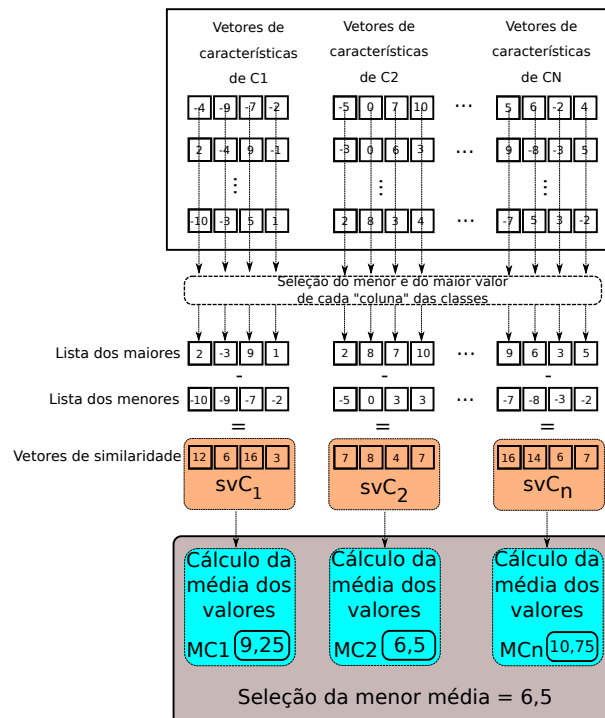 Vetores de Vetores de Vetores de
características características características
de C1 de C2 de CN
-4 -9 -7 -2 -5 0 7 10 ... 5 6 -2 4
2 -4 9 -1 -3 0 6 3 ... 9 -8 -3 5
-10 -3 5 1 2 8 3 4 ... -7 5 3 -2
Seleção do menor e do maior valor
de cada "coluna" das classes
Lista dos maiores 2 -3 9 1 2 8 7 10 ... 9 6 3 5
- - -
Lista dos menores -10 -9 -7 -2 -5 0 3 3 ... -7 -8 -3 -2
= = =
Vetores de similaridade 12 6 16 3 7 8 4 7 16 14 6 7
svC1 svC2 svCn
Cálculo da Cálculo da Cálculo da
média dos média dos média dos
valores valores valores
MC1 9,25 MC2 6,5 MCn 10,75
Seleção da menor média = 6,5